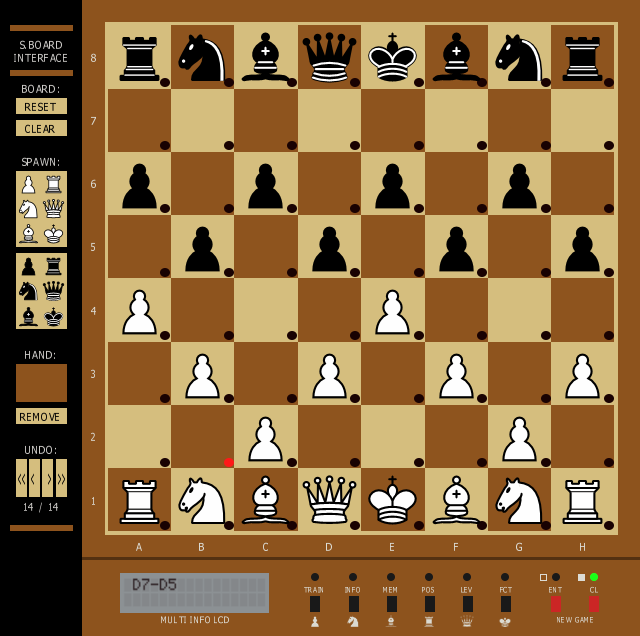 S.BOARD
INTERFACE
BOARD:
RESET
CLEAR
SPAWN:
HAND:
REMOVE
UNDO:
14 / 14
8
7
6
5
4
3
2
1
A B C D E F G H
D7-D5
MULTI INFO LCD
TRAIN INFO MEM POS LEV FCT ENT CL
NEW GAME